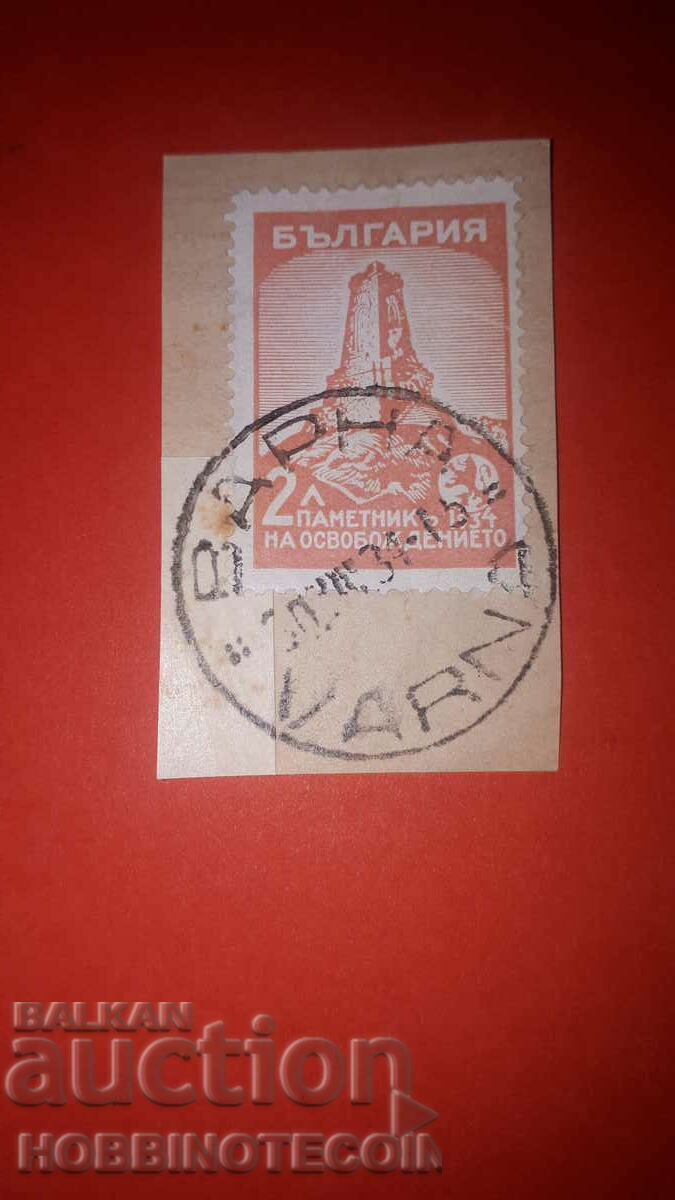 БЪЛГАРИЯ
2 Л
ПАМЕТНИКЪ 1934
НА ОСВОБОЖДЕНИЕТО
ВАРНА
VARNA
BALKAN
auction
HOBBINOTECOIN